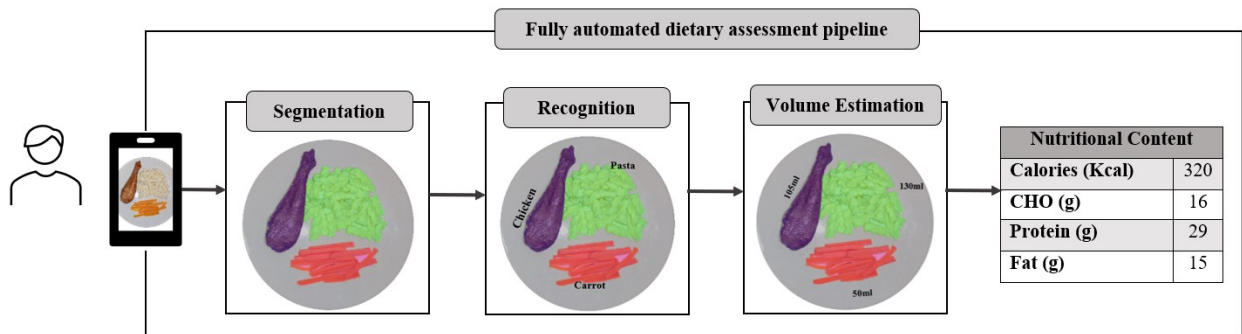 Fully automated dietary assessment pipeline
Segmentation
Recognition
Pasta
Chicken
Carrot
Volume Estimation
105ml
130ml
50ml
Nutritional Content
Calories (Kcal) 320
CHO (g) 16
Protein (g) 29
Fat (g) 15